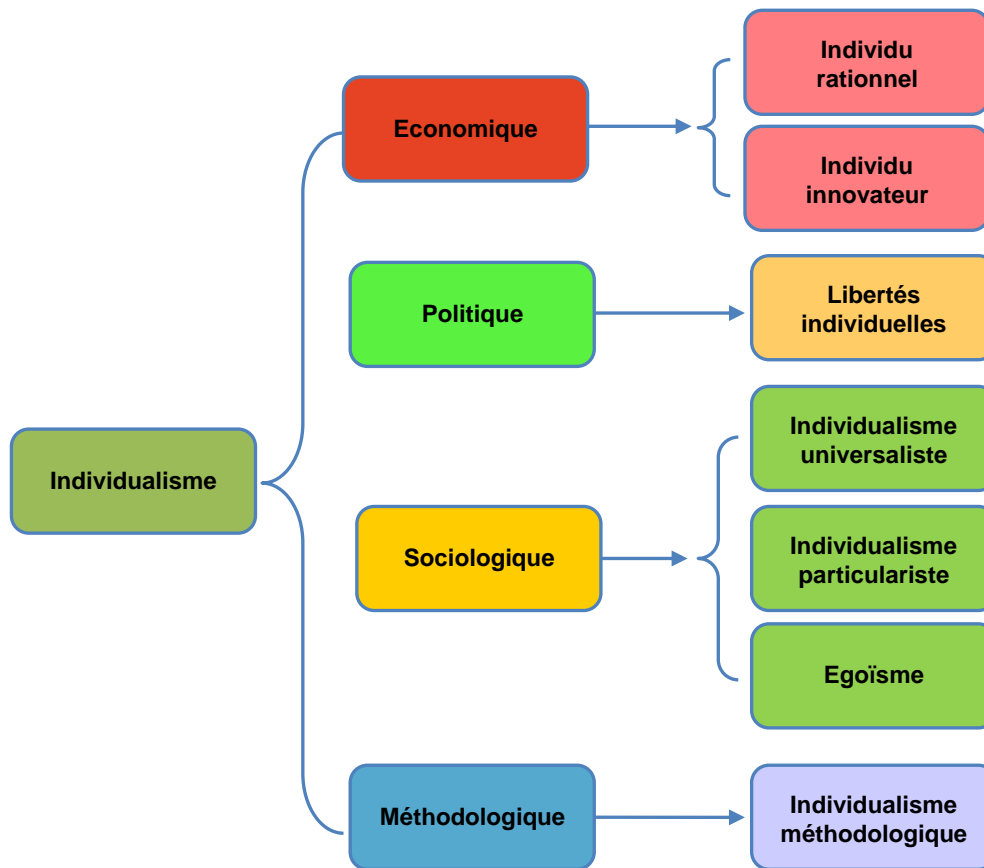 Individualisme
Economique
Individu
rationnel
Individu
innovateur
Politique
Libertés
individuelles
Sociologique
Individualisme
universaliste
Individualisme
particulariste
Egoïsme
Méthodologique
Individualisme
méthodologique